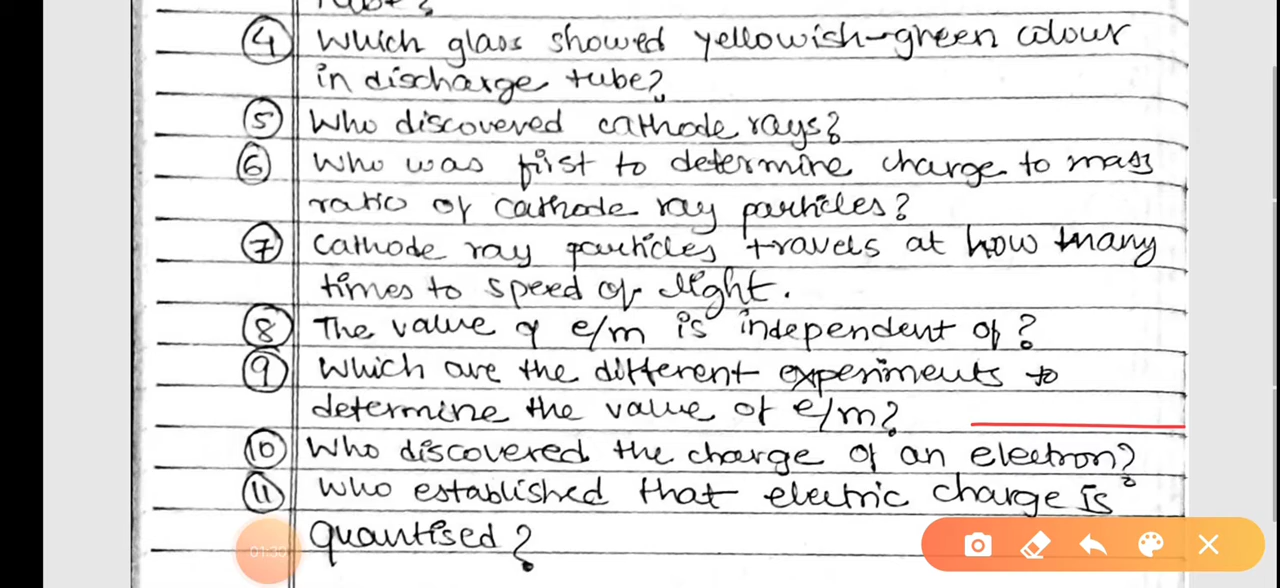 tube?
④ Which glass showed yellowish-green colour
in discharge tube?
⑤ Who discovered cathode rays?
⑥ Who was first to determine charge to mass
ratio of cathode ray particles?
⑦ Cathode ray particles travels at how many
times to speed of light.
⑧ The value of e/m is independent of?
⑨ Which are the different experiments to
determine the value of e/m?
⑩ Who discovered the charge of an electron?
⑪ Who established that electric charge is
quantised?
01:30